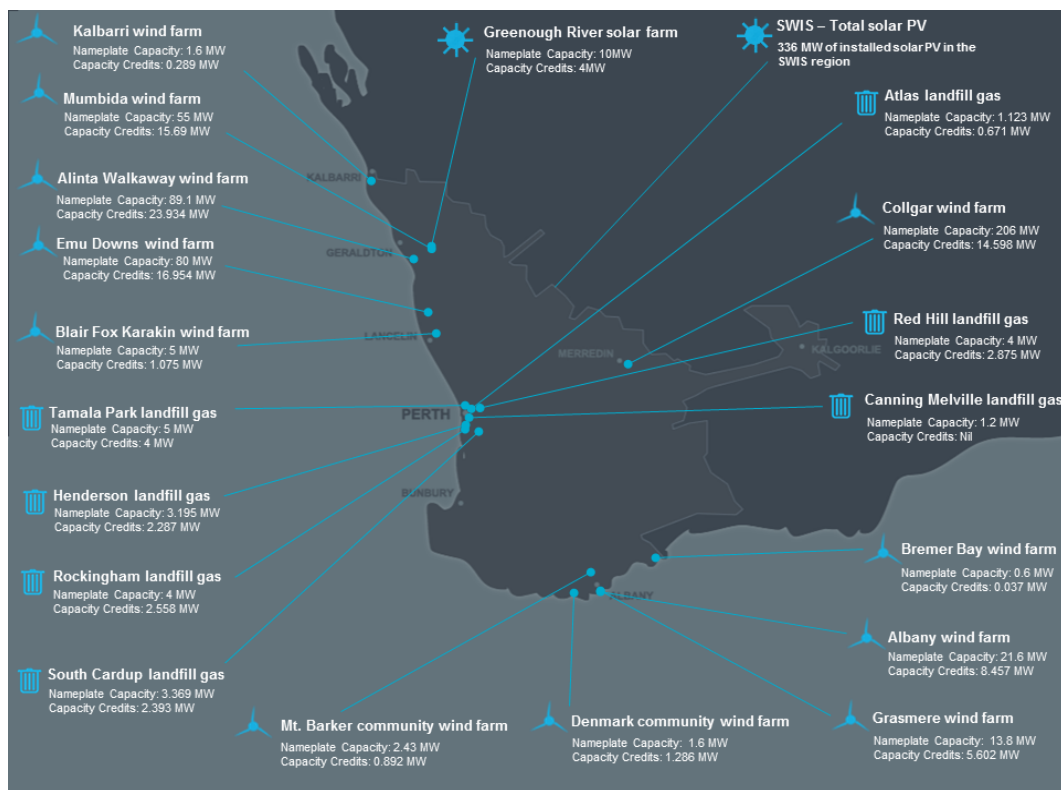 Kalbarri wind farm
Nameplate Capacity: 1.6 MW
Capacity Credits: 0.289 MW
Mumbida wind farm
Nameplate Capacity: 55 MW
Capacity Credits: 15.69 MW
Alinta Walkaway wind farm
Nameplate Capacity: 89.1 MW
Capacity Credits: 23.934 MW
Emu Downs wind farm
Nameplate Capacity: 80 MW
Capacity Credits: 16.954 MW
Blair Fox Karakin wind farm
Nameplate Capacity: 5 MW
Capacity Credits: 1.075 MW
Tamala Park landfill gas
Nameplate Capacity: 5 MW
Capacity Credits: 4 MW
Henderson landfill gas
Nameplate Capacity: 3.195 MW
Capacity Credits: 2.287 MW
Rockingham landfill gas
Nameplate Capacity: 4 MW
Capacity Credits: 2.558 MW
South Cardup landfill gas
Nameplate Capacity: 3.369 MW
Capacity Credits: 2.393 MW
Greenough River solar farm
Nameplate Capacity: 10MW
Capacity Credits: 4MW
SWIS – Total solar PV
336 MW of installed solar PV in the
SWIS region
Atlas landfill gas
Nameplate Capacity: 1.123 MW
Capacity Credits: 0.671 MW
Collgar wind farm
Nameplate Capacity: 206 MW
Capacity Credits: 14.598 MW
Red Hill landfill gas
Nameplate Capacity: 4 MW
Capacity Credits: 2.875 MW
Canning Melville landfill gas
Nameplate Capacity: 1.2 MW
Capacity Credits: Nil
Bremer Bay wind farm
Nameplate Capacity: 0.6 MW
Capacity Credits: 0.037 MW
Albany wind farm
Nameplate Capacity: 21.6 MW
Capacity Credits: 8.457 MW
Grasmere wind farm
Nameplate Capacity: 13.8 MW
Capacity Credits: 5.602 MW
Denmark community wind farm
Nameplate Capacity: 1.6 MW
Capacity Credits: 1.286 MW
Mt. Barker community wind farm
Nameplate Capacity: 2.43 MW
Capacity Credits: 0.892 MW
KALBARRI
GERALDTON
LANCELIN
MERREDIN
KALGOORLIE
PERTH
BUNBURY
ALBANY